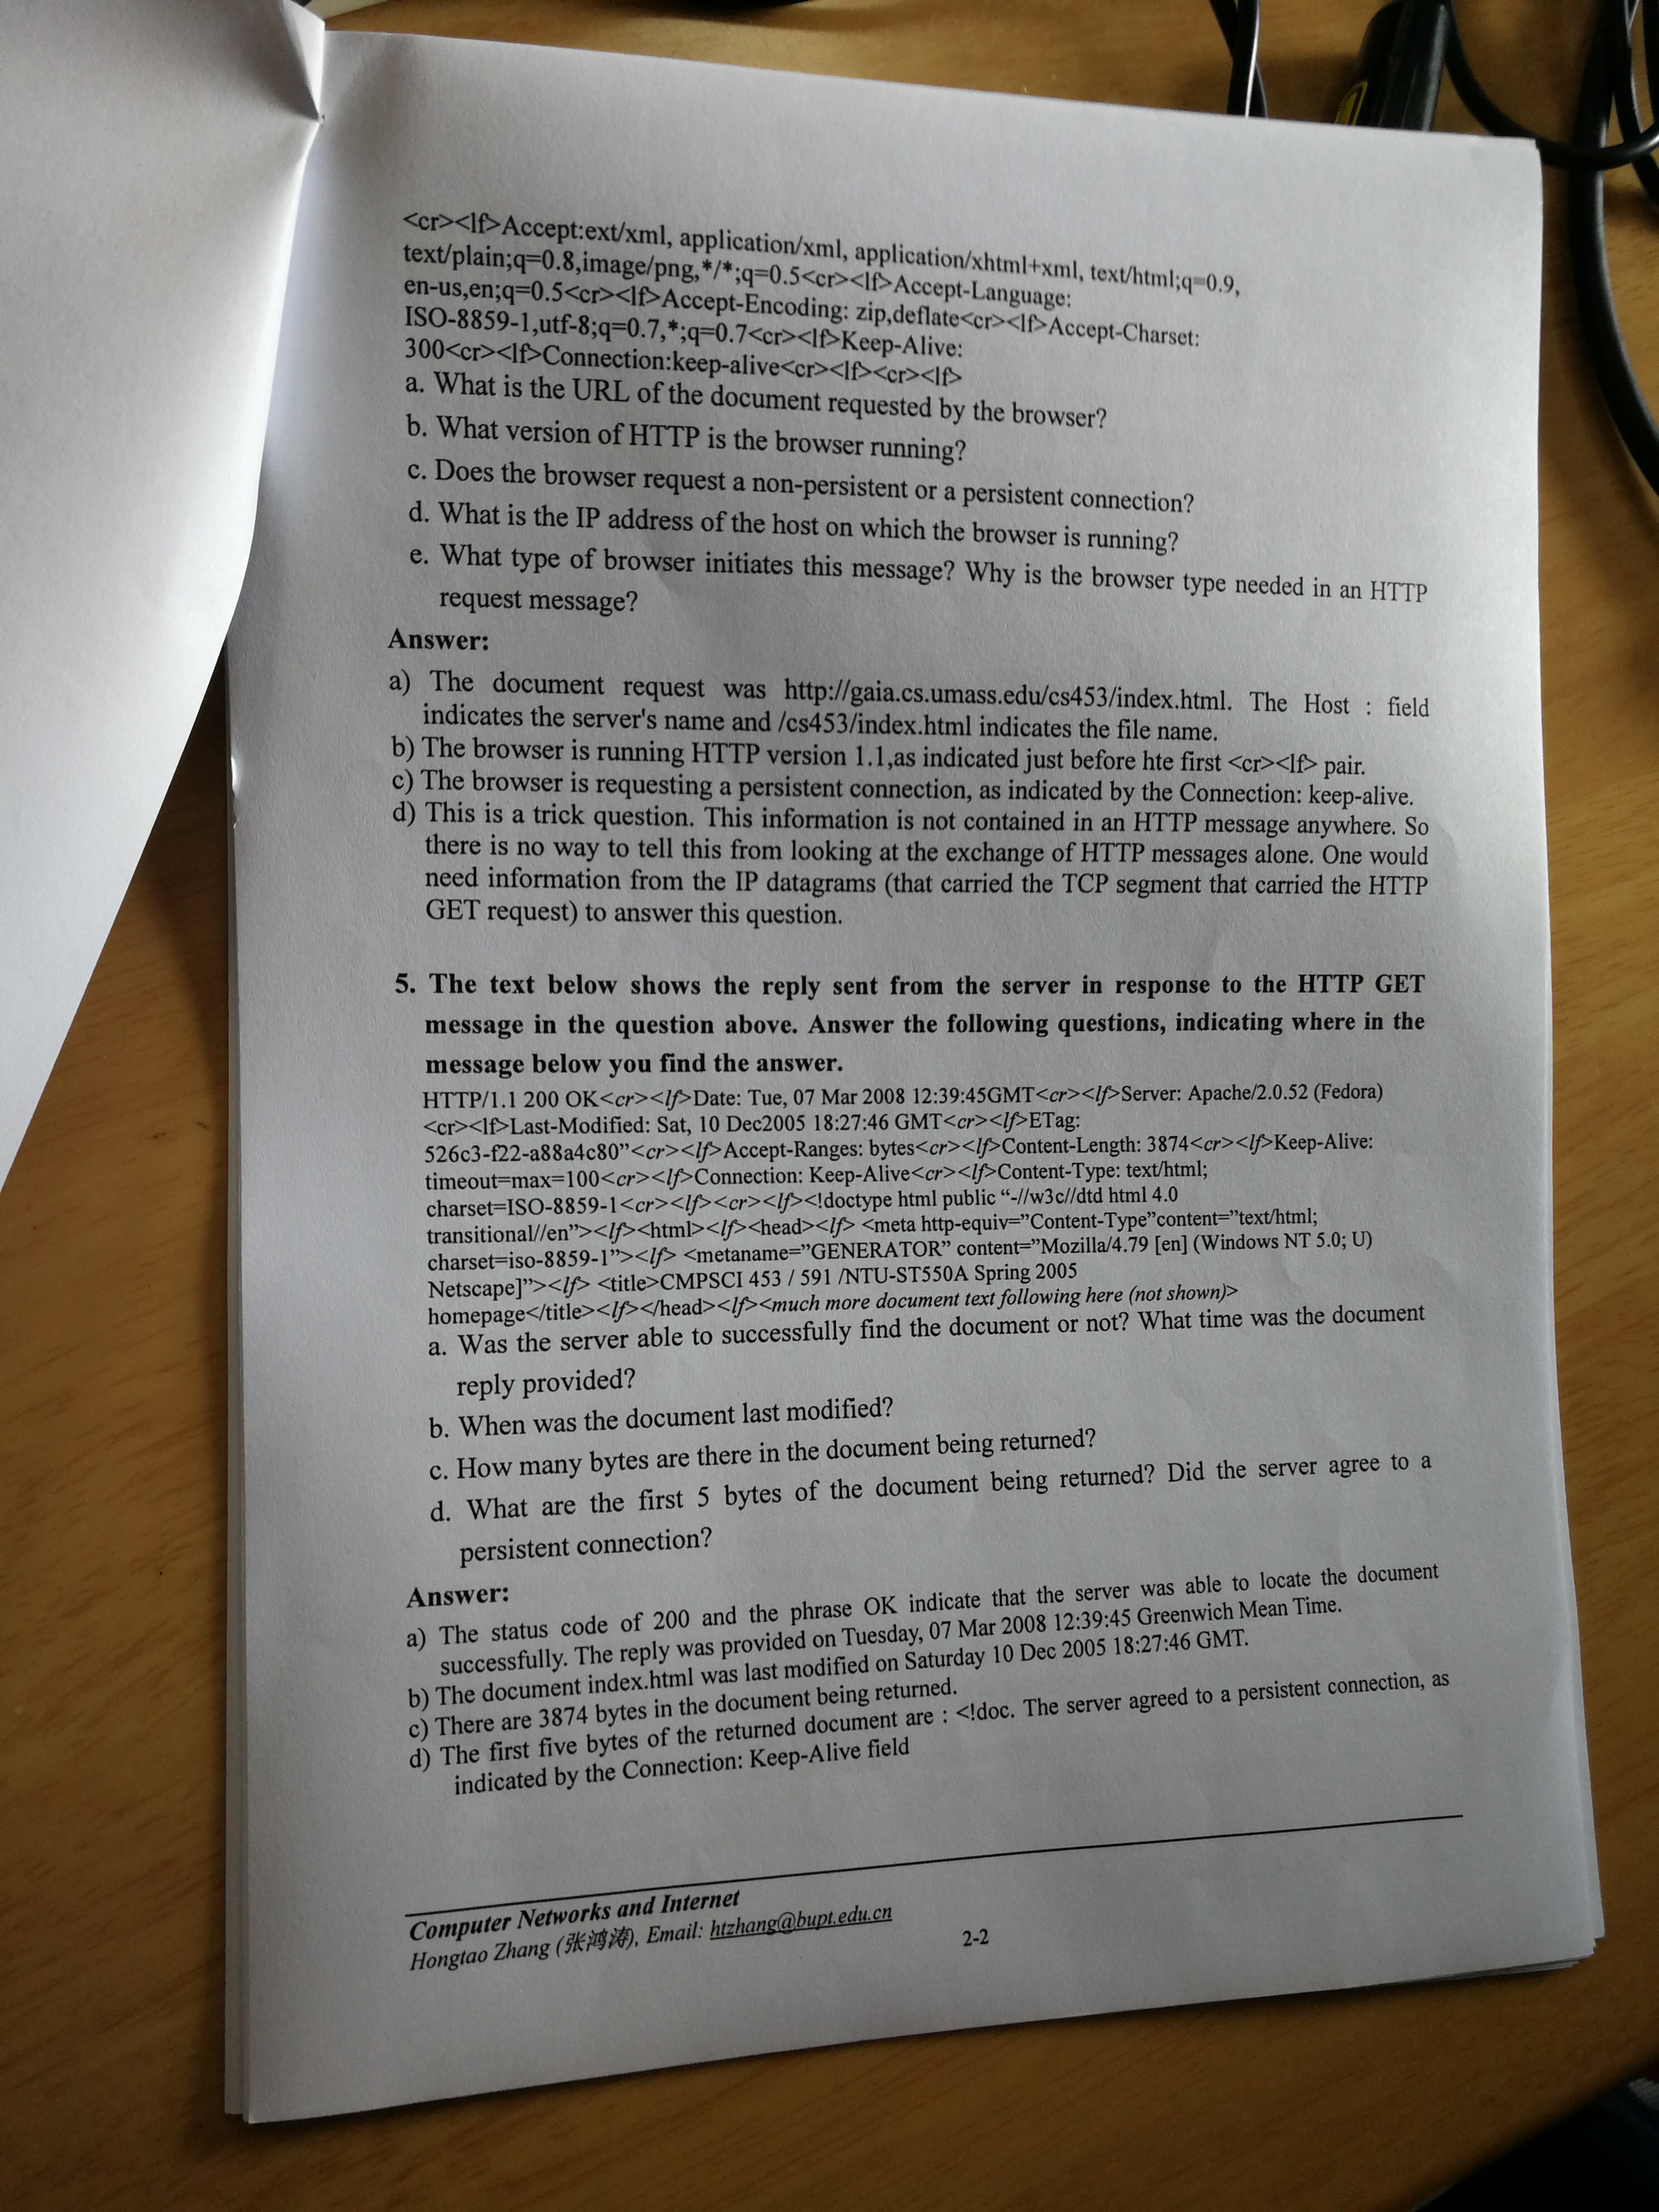 <cr><lf>Accept:ext/xml, application/xml, application/xhtml+xml, text/html;q=0.9,
text/plain;q=0.8,image/png,*/*;q=0.5<cr><lf>Accept-Language:
en-us,en;q=0.5<cr><lf>Accept-Encoding: zip,deflate<cr><lf>Accept-Charset:
ISO-8859-1,utf-8;q=0.7,*;q=0.7<cr><lf>Keep-Alive:
300<cr><lf>Connection:keep-alive<cr><lf><cr><lf>
a. What is the URL of the document requested by the browser?
b. What version of HTTP is the browser running?
c. Does the browser request a non-persistent or a persistent connection?
d. What is the IP address of the host on which the browser is running?
e. What type of browser initiates this message? Why is the browser type needed in an HTTP
request message?
Answer:
a) The document request was http://gaia.cs.umass.edu/cs453/index.html. The Host : field
indicates the server's name and /cs453/index.html indicates the file name.
b) The browser is running HTTP version 1.1,as indicated just before hte first <cr><lf> pair.
c) The browser is requesting a persistent connection, as indicated by the Connection: keep-alive.
d) This is a trick question. This information is not contained in an HTTP message anywhere. So
there is no way to tell this from looking at the exchange of HTTP messages alone. One would
need information from the IP datagrams (that carried the TCP segment that carried the HTTP
GET request) to answer this question.
5. The text below shows the reply sent from the server in response to the HTTP GET
message in the question above. Answer the following questions, indicating where in the
message below you find the answer.
HTTP/1.1 200 OK<cr><lf>Date: Tue, 07 Mar 2008 12:39:45GMT<cr><lf>Server: Apache/2.0.52 (Fedora)
<cr><lf>Last-Modified: Sat, 10 Dec2005 18:27:46 GMT<cr><lf>ETag:
526c3-f22-a88a4c80”<cr><lf>Accept-Ranges: bytes<cr><lf>Content-Length: 3874<cr><lf>Keep-Alive:
timeout=max=100<cr><lf>Connection: Keep-Alive<cr><lf>Content-Type: text/html;
charset=ISO-8859-1<cr><lf><cr><lf><!doctype html public “-//w3c//dtd html 4.0
transitional//en”><lf><html><lf><head><lf> <meta http-equiv=”Content-Type”content=”text/html;
charset=iso-8859-1”><lf> <metaname=”GENERATOR” content=”Mozilla/4.79 [en] (Windows NT 5.0; U)
Netscape]”><lf> <title>CMPSCI 453 / 591 /NTU-ST550A Spring 2005
homepage</title><lf></head><lf><much more document text following here (not shown)>
a. Was the server able to successfully find the document or not? What time was the document
reply provided?
b. When was the document last modified?
c. How many bytes are there in the document being returned?
d. What are the first 5 bytes of the document being returned? Did the server agree to a
persistent connection?
Answer:
a) The status code of 200 and the phrase OK indicate that the server was able to locate the document
successfully. The reply was provided on Tuesday, 07 Mar 2008 12:39:45 Greenwich Mean Time.
b) The document index.html was last modified on Saturday 10 Dec 2005 18:27:46 GMT.
c) There are 3874 bytes in the document being returned.
d) The first five bytes of the returned document are : <!doc. The server agreed to a persistent connection, as
indicated by the Connection: Keep-Alive field
Computer Networks and Internet
Hongtao Zhang (张鸿涛), Email: htzhang@bupt.edu.cn
2-2